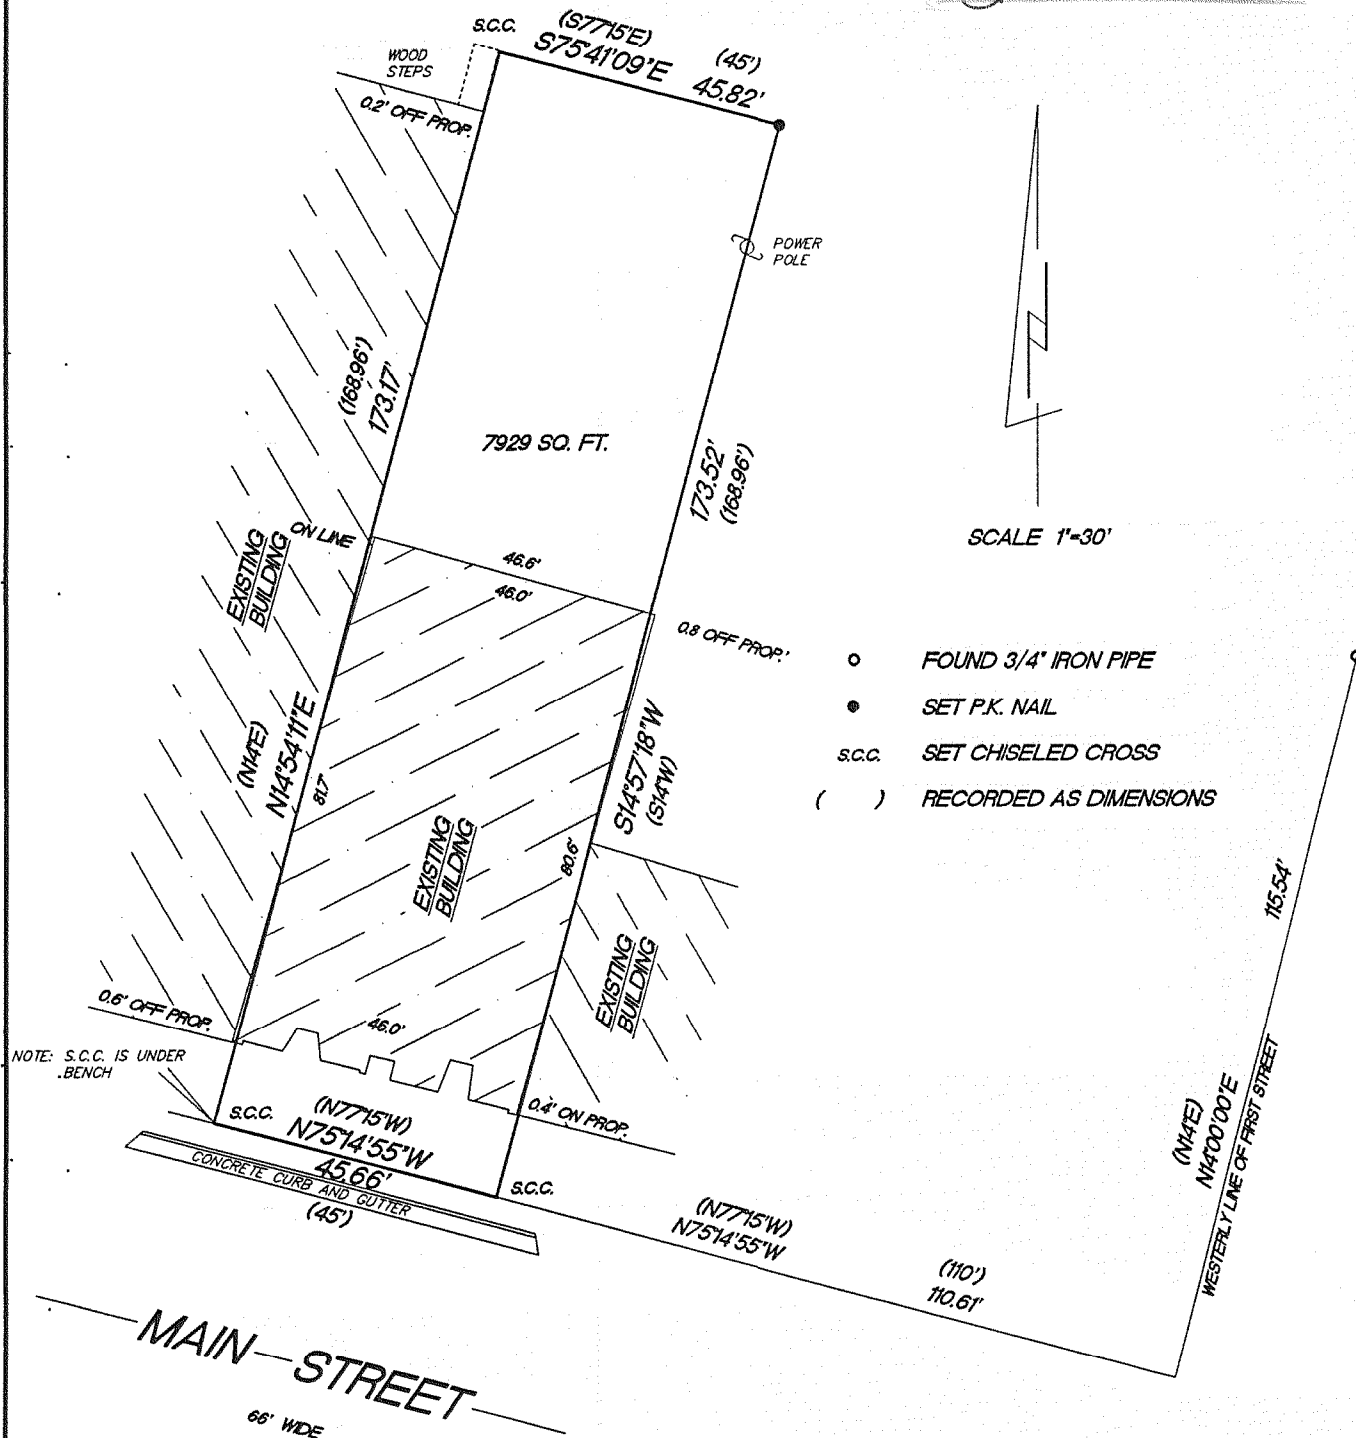 S.C.C.
(S77°15'E)
S75°41'09"E
(45')
45.82'
WOOD
STEPS
0.2' OFF PROP.
POWER
POLE
(168.96')
173.17'
7929 SQ. FT.
173.52'
(168.96')
SCALE 1"=30'
ON LINE
EXISTING
BUILDING
46.6'
46.0'
0.8 OFF PROP.'
FOUND 3/4" IRON PIPE
SET P.K. NAIL
S.C.C. SET CHISELED CROSS
( ) RECORDED AS DIMENSIONS
(N14°E)
N14°54'11"E
81.7'
S14°57'18"W
(S14°W)
EXISTING
BUILDING
80.6'
115.54'
EXISTING
BUILDING
0.6' OFF PROP.
46.0'
NOTE: S.C.C. IS UNDER
BENCH
S.C.C.
(N77°15'W)
N75°14'55"W
45.66'
0.4' ON PROP.
CONCRETE CURB AND GUTTER
(45')
S.C.C.
(N77°15'W)
N75°14'55"W
(110')
110.61'
(N14°E)
N14°00'00"E
WESTERLY LINE OF FIRST STREET
MAIN STREET
66' WIDE